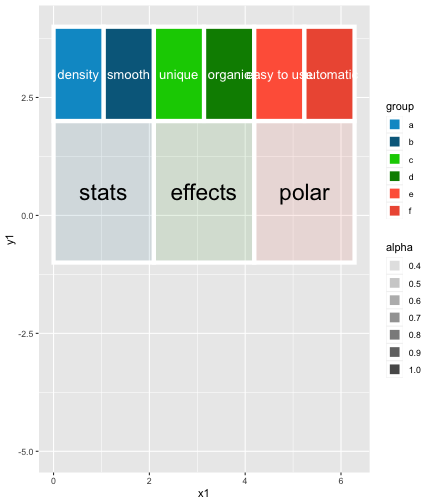 density smooth unique organic easy to use automatic
stats effects polar
2.5
0.0
-2.5
-5.0
y1
0 2 4 6
x1
group
a
b
c
d
e
f
alpha
0.4
0.5
0.6
0.7
0.8
0.9
1.0